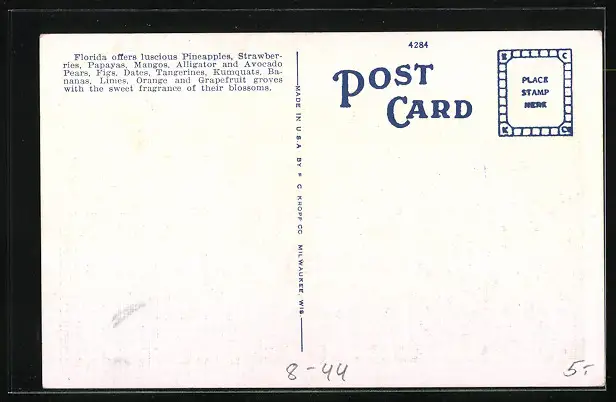 Florida offers luscious Pineapples, Strawber-
ries, Papayas, Mangos, Alligator and Avocado
Pears, Figs, Dates, Tangerines, Kumquats, Ba-
nanas, Limes, Orange and Grapefruit groves
with the sweet fragrance of their blossoms.
MADE IN U.S.A. BY E. C. KROPP CO. MILWAUKEE, WIS.
4284
POST
CARD
E C
PLACE
STAMP
HERE
K Co
8-44
5.-